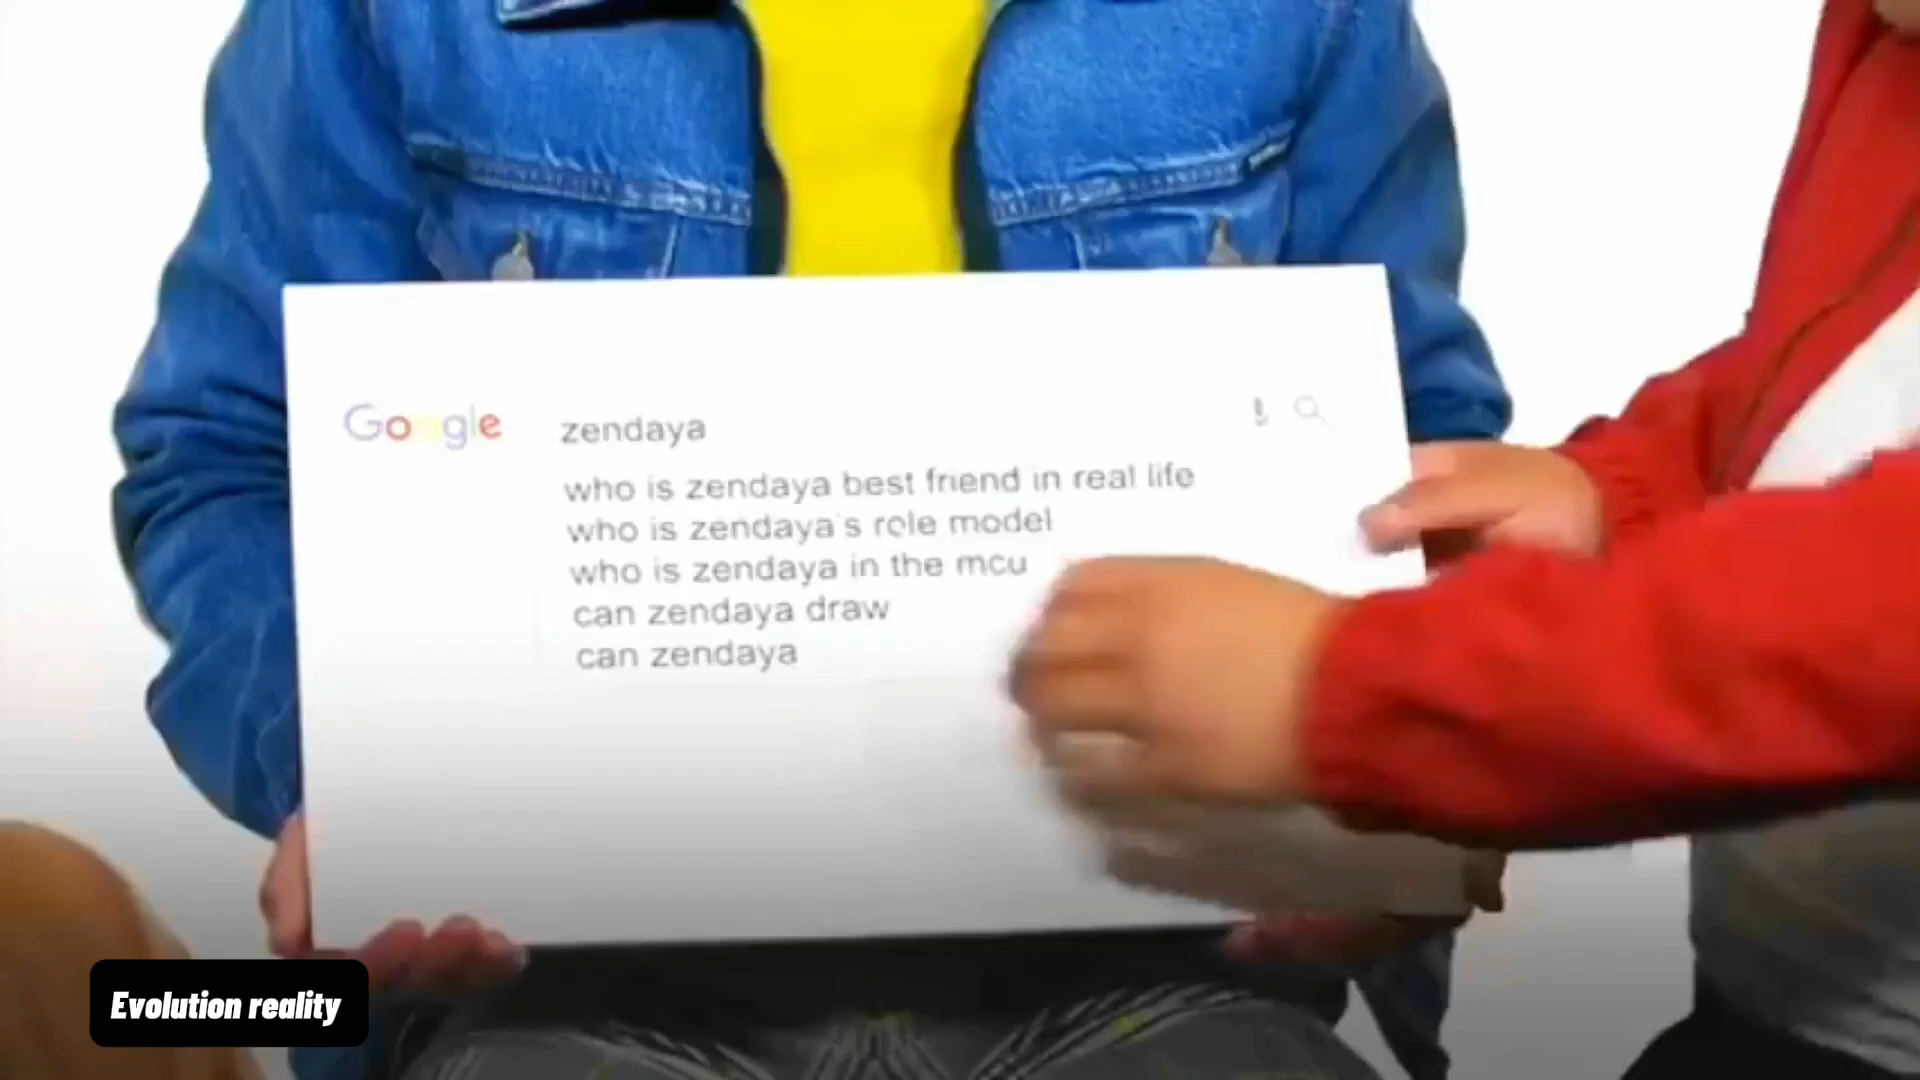 Google zendaya
who is zendaya best friend in real life
who is zendaya's role model
who is zendaya in the mcu
can zendaya draw
can zendaya
Evolution reality